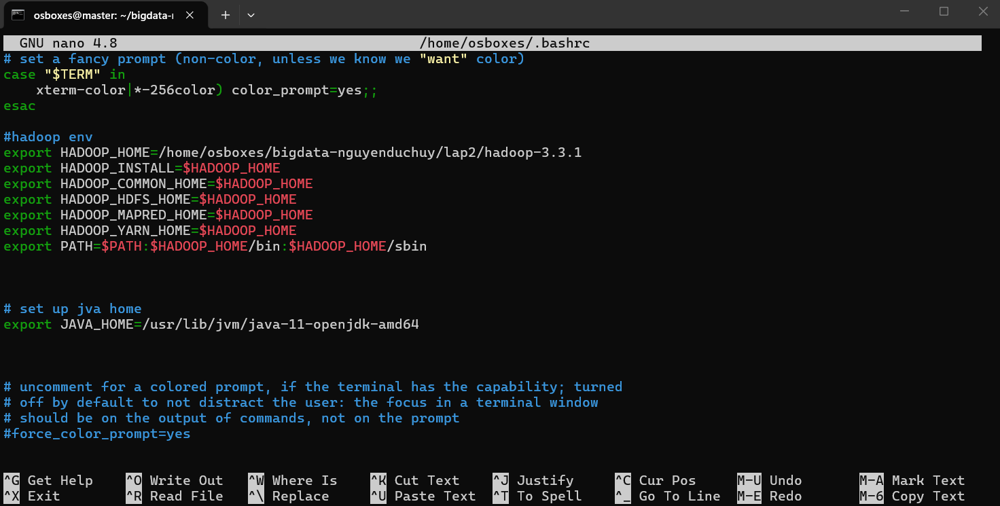 osboxes@master: ~/bigdata-r
GNU nano 4.8 /home/osboxes/.bashrc
# set a fancy prompt (non-color, unless we know we "want" color)
case "$TERM" in
    xterm-color|*-256color) color_prompt=yes;;
esac
#hadoop env
export HADOOP_HOME=/home/osboxes/bigdata-nguyenduchuy/lap2/hadoop-3.3.1
export HADOOP_INSTALL=$HADOOP_HOME
export HADOOP_COMMON_HOME=$HADOOP_HOME
export HADOOP_HDFS_HOME=$HADOOP_HOME
export HADOOP_MAPRED_HOME=$HADOOP_HOME
export HADOOP_YARN_HOME=$HADOOP_HOME
export PATH=$PATH:$HADOOP_HOME/bin:$HADOOP_HOME/sbin
# set up jva home
export JAVA_HOME=/usr/lib/jvm/java-11-openjdk-amd64
# uncomment for a colored prompt, if the terminal has the capability; turned
# off by default to not distract the user: the focus in a terminal window
# should be on the output of commands, not on the prompt
#force_color_prompt=yes
^G Get Help ^O Write Out ^W Where Is ^K Cut Text ^J Justify ^C Cur Pos M-U Undo M-A Mark Text
^X Exit ^R Read File ^\ Replace ^U Paste Text ^T To Spell ^_ Go To Line M-E Redo M-6 Copy Text